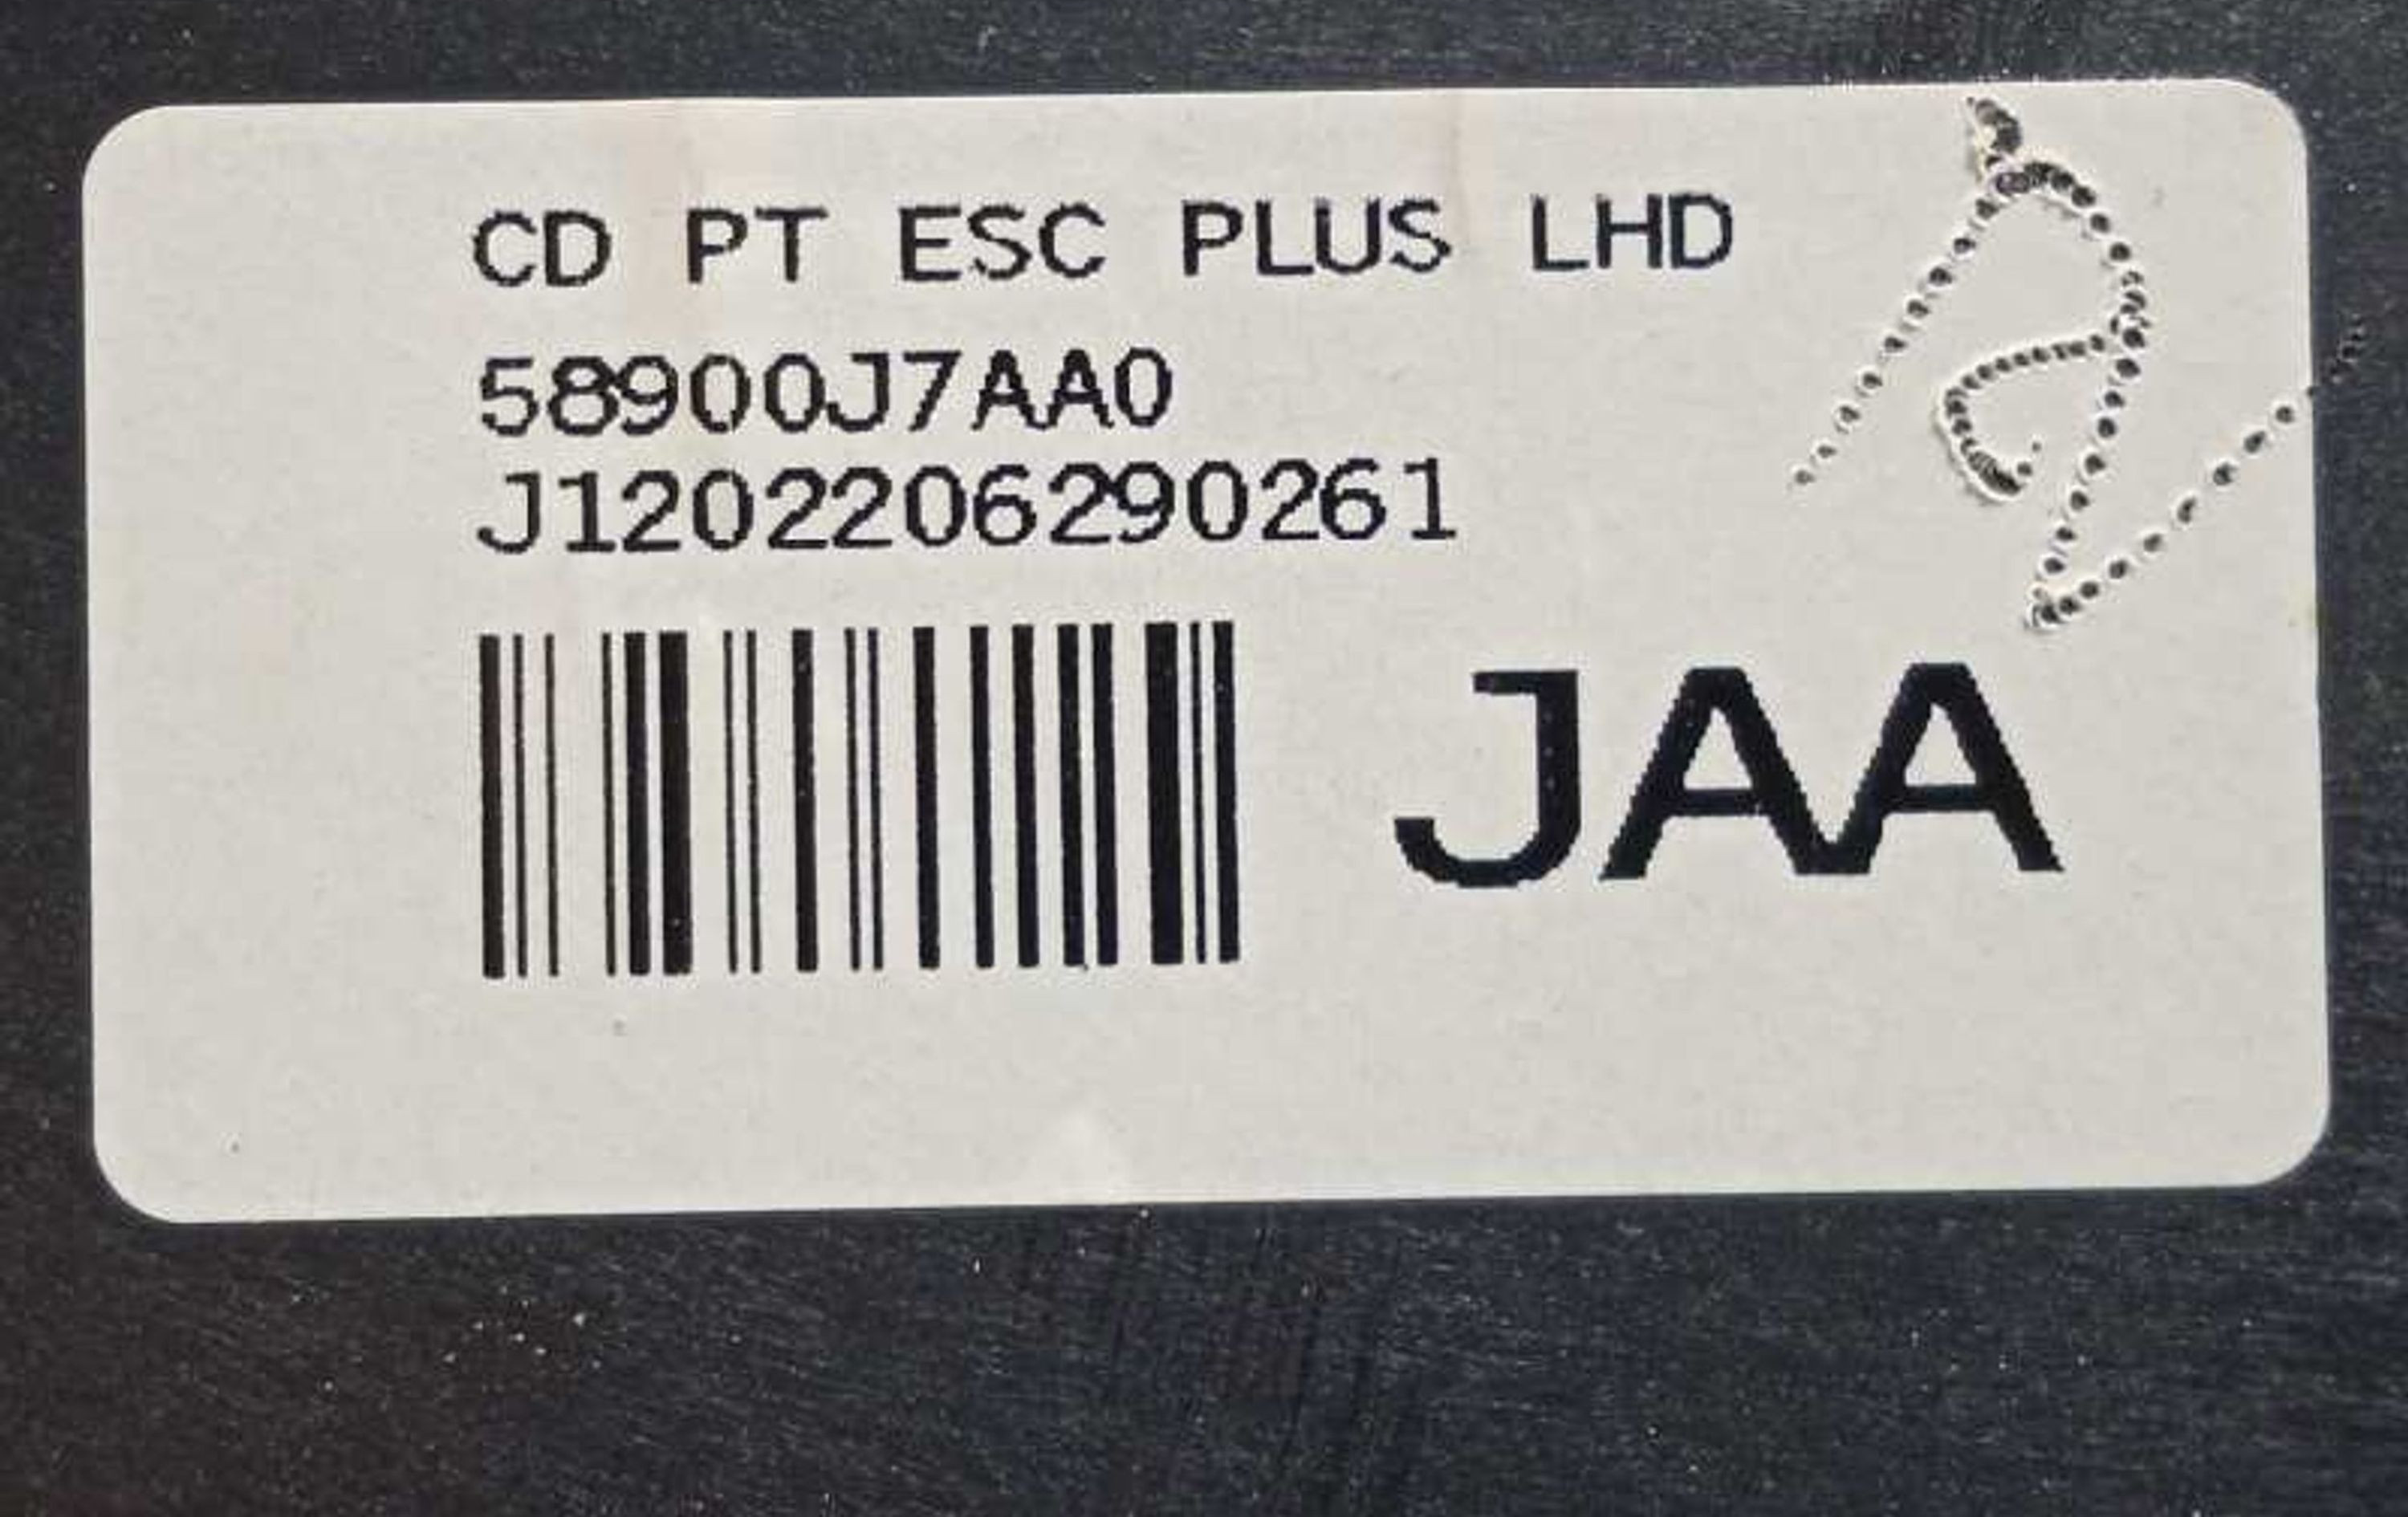 CD PT ESC PLUS LHD
58900J7AA0
J1202206290261
JAA